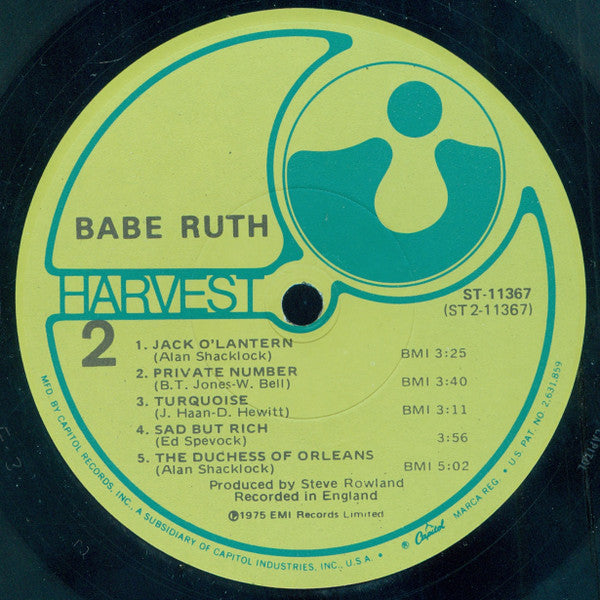 BABE RUTH
HARVEST
ST-11367
(ST 2-11367)
2
1. JACK O'LANTERN BMI 3:25
(Alan Shacklock)
2. PRIVATE NUMBER BMI 3:40
(B.T. Jones-W. Bell)
3. TURQUOISE BMI 3:11
(J. Haan-D. Hewitt)
4. SAD BUT RICH 3:56
(Ed Spevock)
5. THE DUCHESS OF ORLEANS BMI 5:02
(Alan Shacklock)
Produced by Steve Rowland
Recorded in England
℗1975 EMI Records Limited
MFD. BY CAPITOL RECORDS, INC., A SUBSIDIARY OF CAPITOL INDUSTRIES, INC., U.S.A. • ® Capitol MARCA REG. • U.S. PAT. NO. 2,631,859